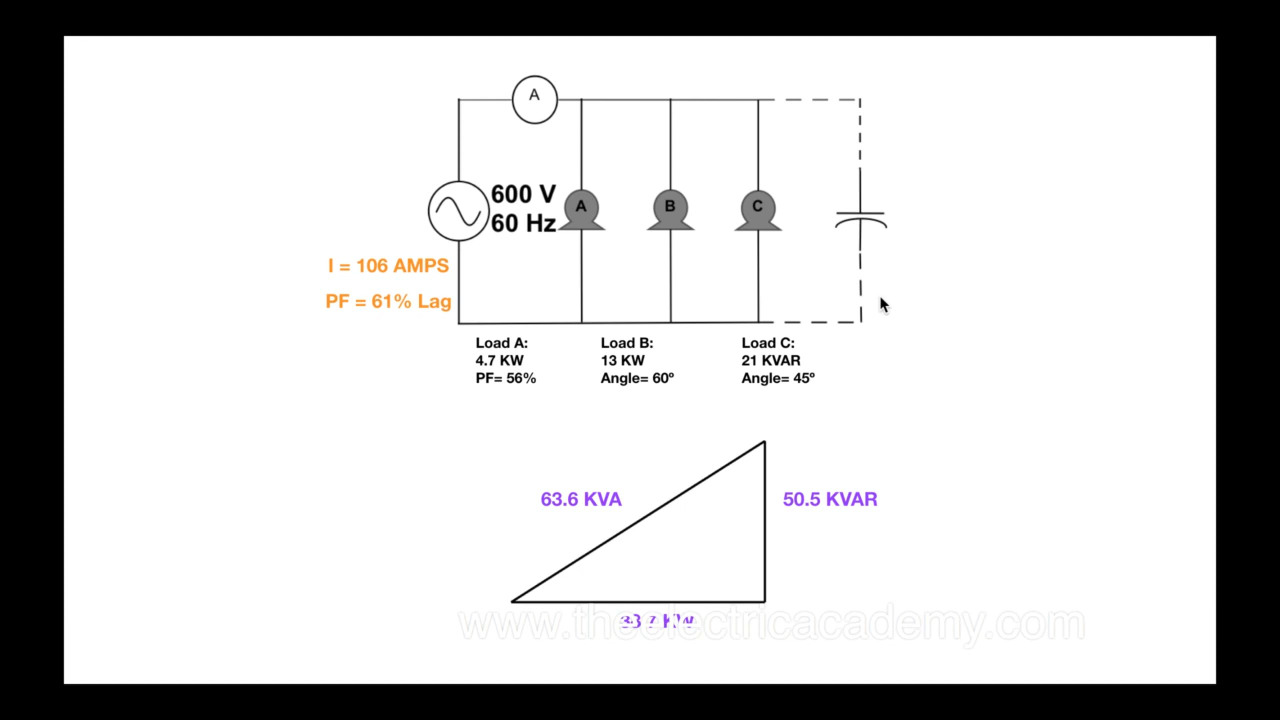 A
600 V
60 Hz
A
B
C
I = 106 AMPS
PF = 61% Lag
Load A:
4.7 KW
PF= 56%
Load B:
13 KW
Angle= 60º
Load C:
21 KVAR
Angle= 45º
63.6 KVA
50.5 KVAR
www.theelectricacademy.com